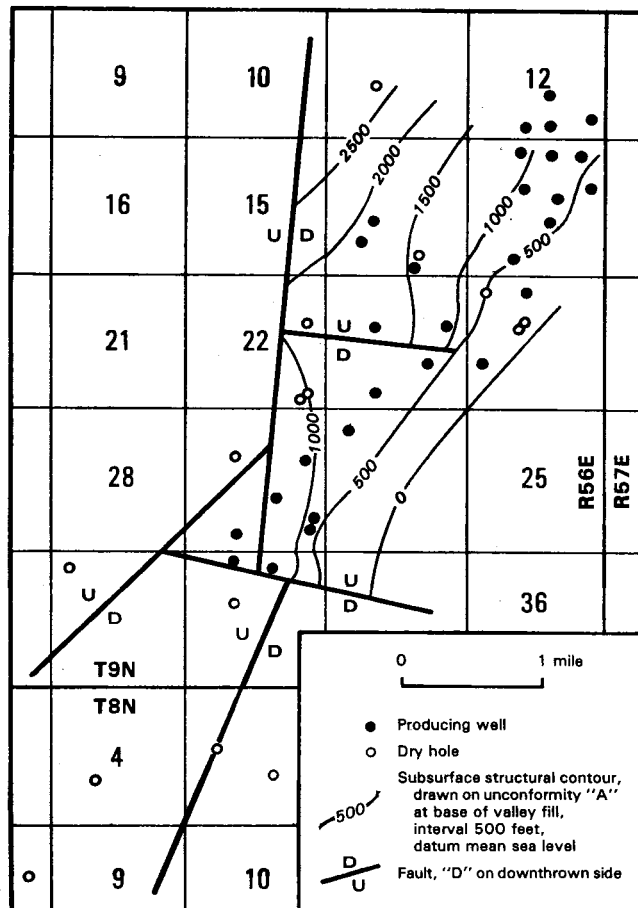 9 10 12
2500
2000
16 15 1500
1000
U D 500
21 22 U
D
1000
28 500 0 25 R56E R57E
U D
U
D 36
U D
T9N
T8N
4
9 10
0 1 mile
Producing well
Dry hole
Subsurface structural contour,
drawn on unconformity "A"
at base of valley fill,
interval 500 feet,
datum mean sea level
500
D
U
Fault, "D" on downthrown side